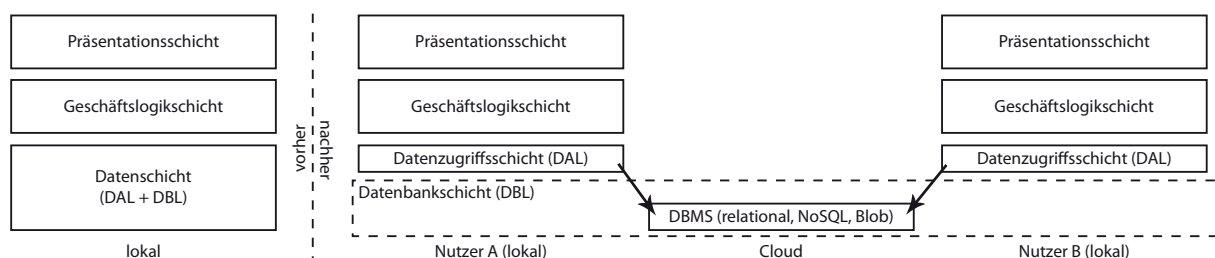 Präsentationsschicht
Geschäftslogikschicht
Datenschicht
(DAL + DBL)
lokal
vorher
nachher
Präsentationsschicht
Geschäftslogikschicht
Datenzugriffsschicht (DAL)
Präsentationsschicht
Geschäftslogikschicht
Datenzugriffsschicht (DAL)
Datenbankschicht (DBL)
DBMS (relational, NoSQL, Blob)
Nutzer A (lokal)
Cloud
Nutzer B (lokal)